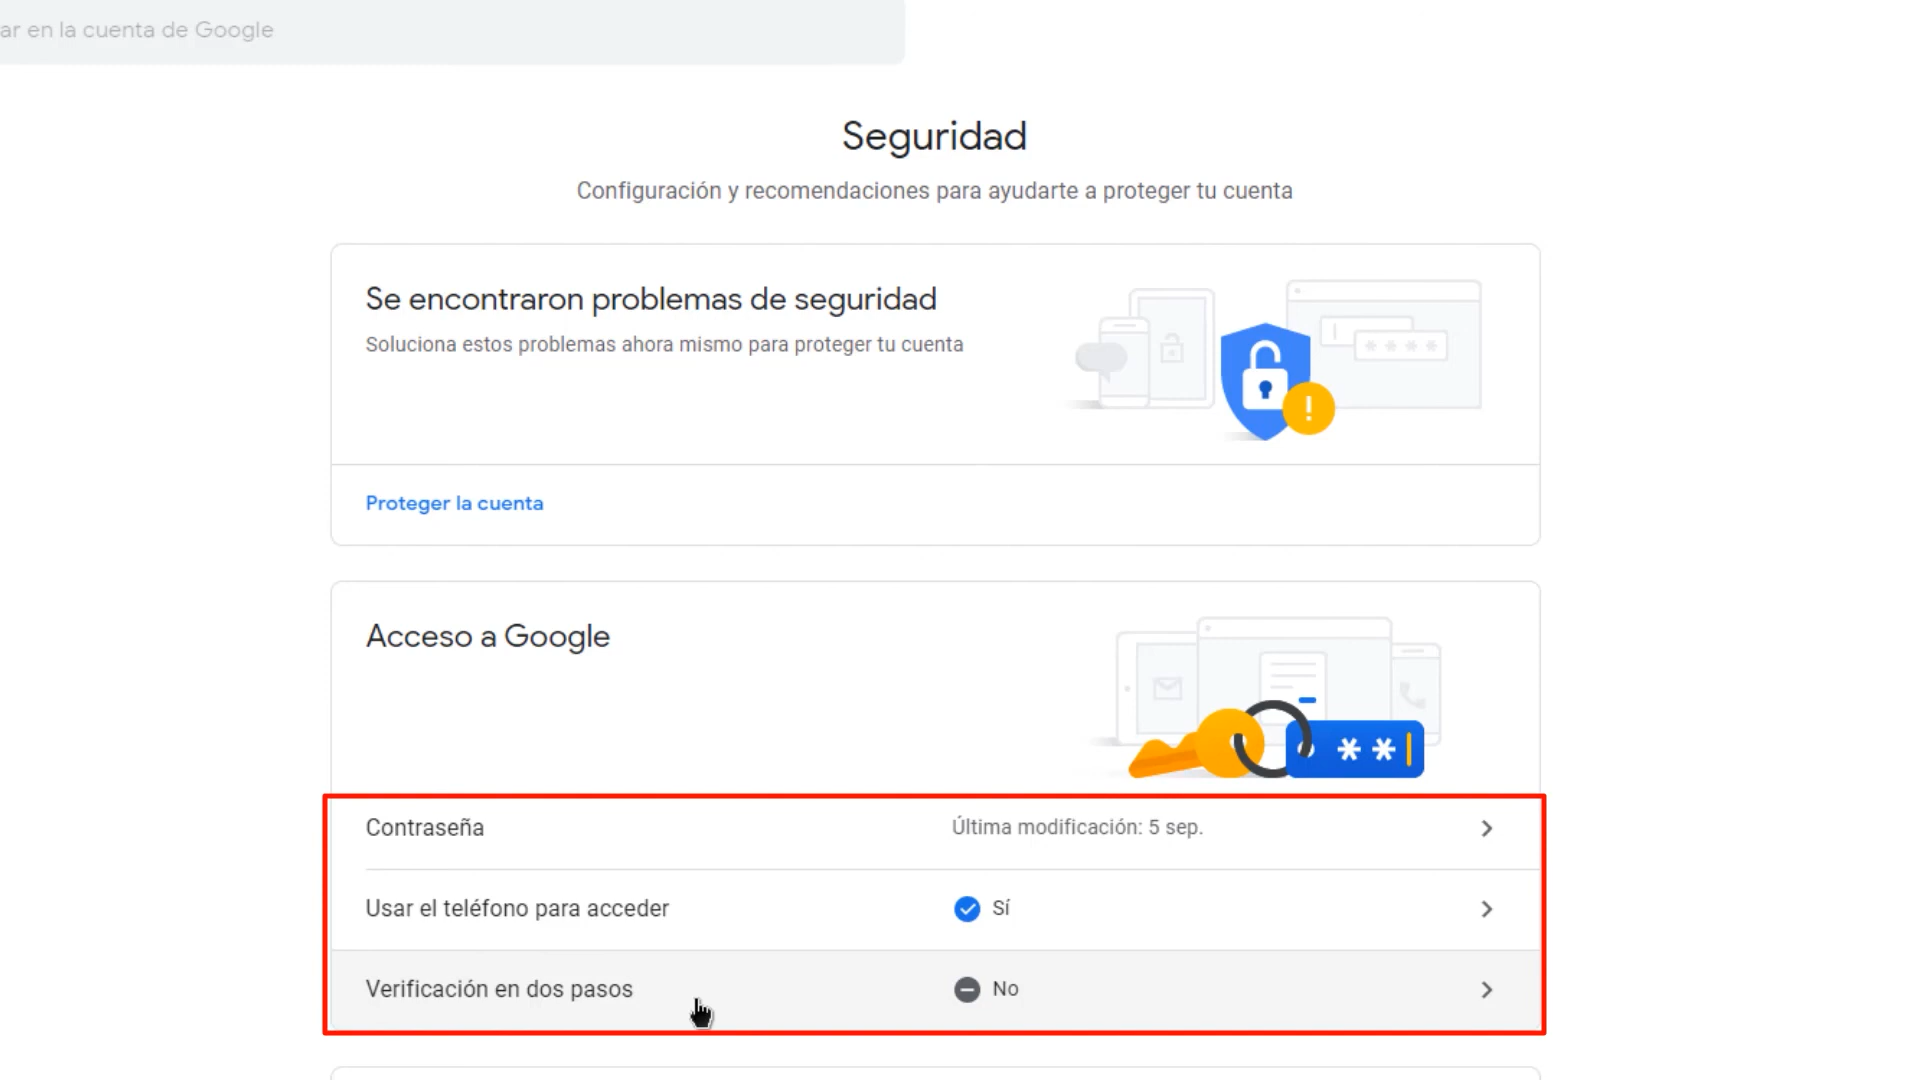 ar en la cuenta de Google
Seguridad
Configuración y recomendaciones para ayudarte a proteger tu cuenta
Se encontraron problemas de seguridad
Soluciona estos problemas ahora mismo para proteger tu cuenta
Proteger la cuenta
Acceso a Google
Contraseña Última modificación: 5 sep.
Usar el teléfono para acceder Sí
Verificación en dos pasos No